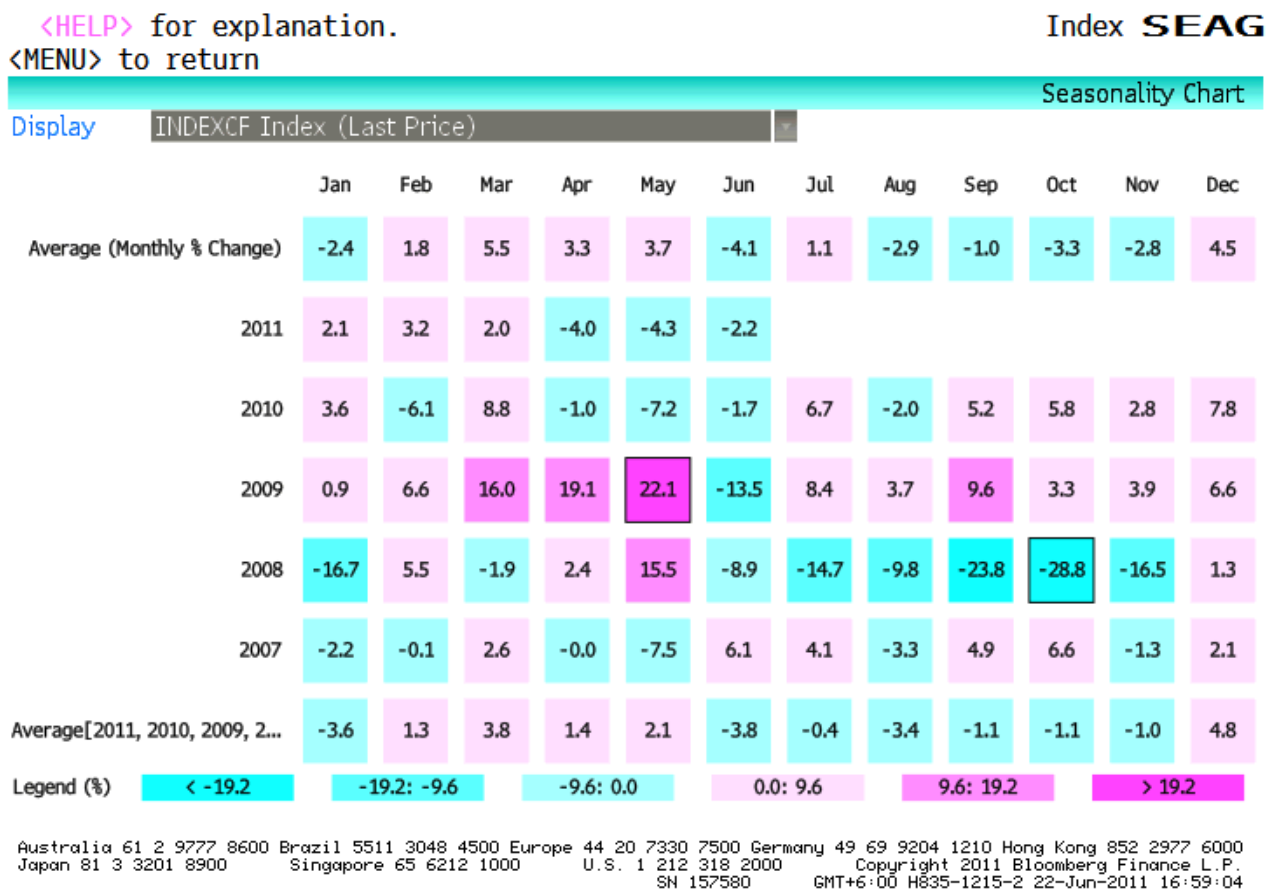 <HELP> for explanation. Index SEAG
<MENU> to return
Seasonality Chart
Display INDEXCF Index (Last Price)
Jan Feb Mar Apr May Jun Jul Aug Sep Oct Nov Dec
Average (Monthly % Change) -2.4 1.8 5.5 3.3 3.7 -4.1 1.1 -2.9 -1.0 -3.3 -2.8 4.5
2011 2.1 3.2 2.0 -4.0 -4.3 -2.2
2010 3.6 -6.1 8.8 -1.0 -7.2 -1.7 6.7 -2.0 5.2 5.8 2.8 7.8
2009 0.9 6.6 16.0 19.1 22.1 -13.5 8.4 3.7 9.6 3.3 3.9 6.6
2008 -16.7 5.5 -1.9 2.4 15.5 -8.9 -14.7 -9.8 -23.8 -28.8 -16.5 1.3
2007 -2.2 -0.1 2.6 -0.0 -7.5 6.1 4.1 -3.3 4.9 6.6 -1.3 2.1
Average[2011, 2010, 2009, 2... -3.6 1.3 3.8 1.4 2.1 -3.8 -0.4 -3.4 -1.1 -1.1 -1.0 4.8
Legend (%) < -19.2 -19.2: -9.6 -9.6: 0.0 0.0: 9.6 9.6: 19.2 > 19.2
Australia 61 2 9777 8600 Brazil 5511 3048 4500 Europe 44 20 7330 7500 Germany 49 69 9204 1210 Hong Kong 852 2977 6000
Japan 81 3 3201 8900 Singapore 65 6212 1000 U.S. 1 212 318 2000 Copyright 2011 Bloomberg Finance L.P.
SN 157580 GMT+6:00 H835-1215-2 22-Jun-2011 16:59:04